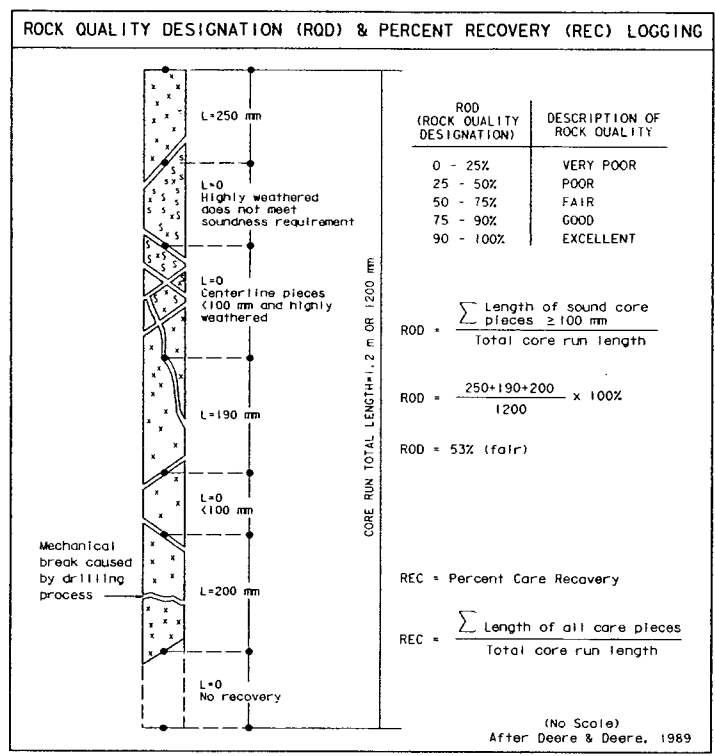 ROCK QUALITY DESIGNATION (RQD) & PERCENT RECOVERY (REC) LOGGING
L=250 mm
L=0
Highly weathered
does not meet
soundness requirement
L=0
Centerline pieces
<100 mm and highly
weathered
L=190 mm
L=0
<100 mm
Mechanical
break caused
by drilling
process
L=200 mm
L=0
No recovery
CORE RUN TOTAL LENGTH=1.2 m OR 1200 mm
RQD
(ROCK QUALITY
DESIGNATION)
DESCRIPTION OF
ROCK QUALITY
0 - 25% VERY POOR
25 - 50% POOR
50 - 75% FAIR
75 - 90% GOOD
90 - 100% EXCELLENT
RQD = ∑ Length of sound core
pieces ≥100 mm
Total core run length
RQD = 250+190+200
1200
x 100%
RQD = 53% (fair)
REC = Percent Care Recovery
REC = ∑ Length of all care pieces
Total core run length
(No Scale)
After Deere & Deere, 1989